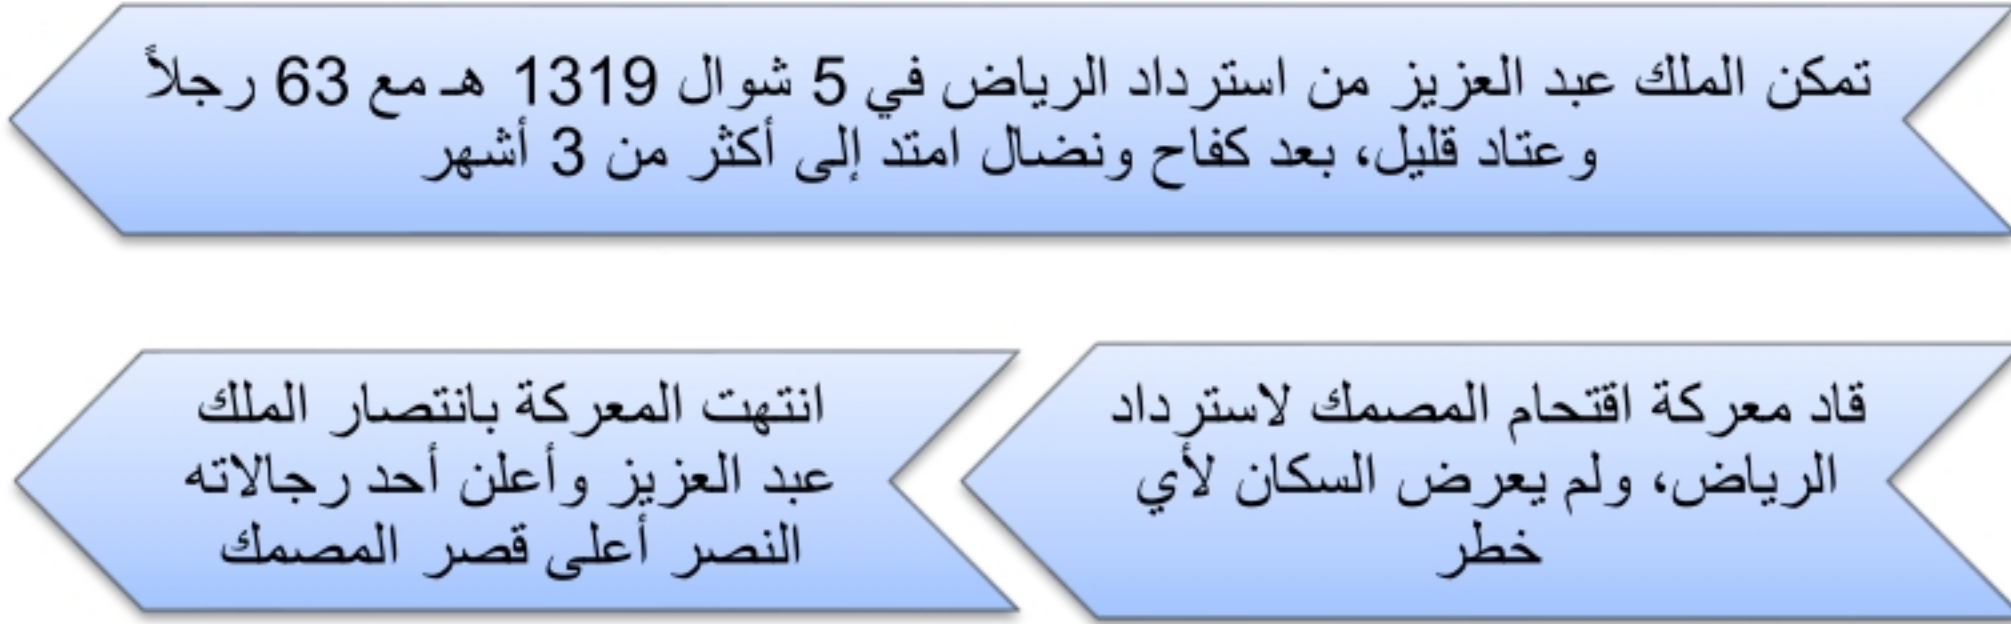 تمكن الملك عبد العزيز من استرداد الرياض في 5 شوال 1319 هـ مع 63 رجلاً
وعتاد قليل، بعد كفاح ونضال امتد إلى أكثر من 3 أشهر
قاد معركة اقتحام المصمك لاسترداد
الرياض، ولم يعرض السكان لأي
خطر
انتهت المعركة بانتصار الملك
عبد العزيز وأعلن أحد رجالاته
النصر أعلى قصر المصمك